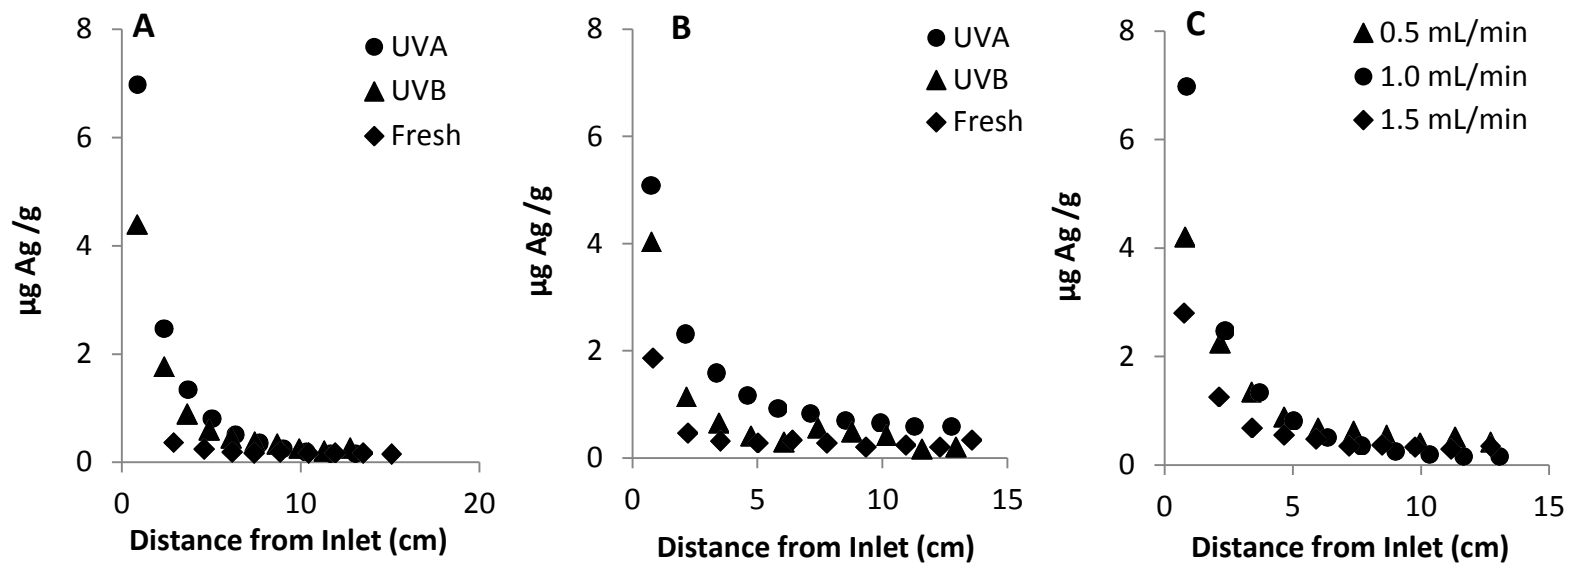 A
8
6
4
2
0
0
10
20
µg Ag /g
Distance from Inlet (cm)
UVA
UVB
Fresh
B
8
6
4
2
0
0
5
10
15
µg Ag /g
Distance from Inlet (cm)
UVA
UVB
Fresh
C
8
6
4
2
0
0
5
10
15
µg Ag /g
Distance from Inlet (cm)
0.5 mL/min
1.0 mL/min
1.5 mL/min